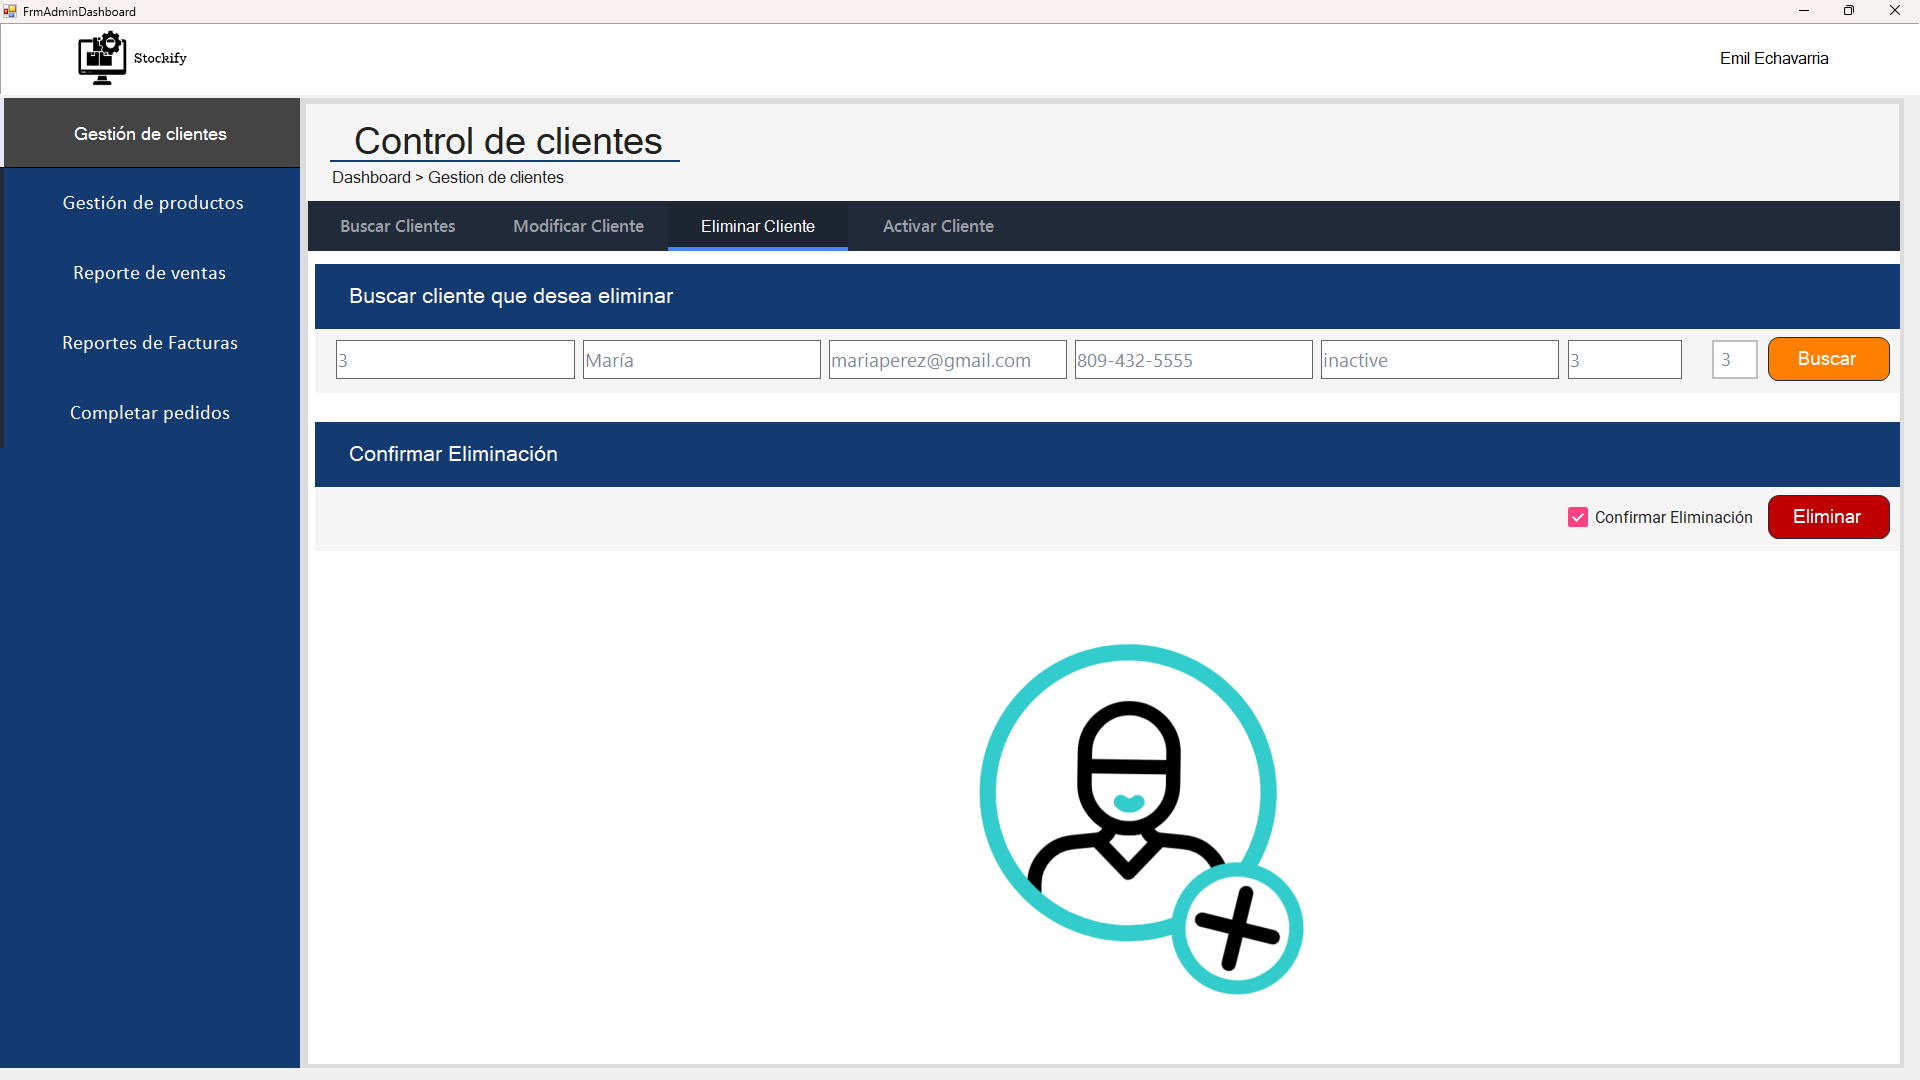 FrmAdminDashboard
Stockify
Emil Echavarria
Gestión de clientes
Gestión de productos
Reporte de ventas
Reportes de Facturas
Completar pedidos
Control de clientes
Dashboard > Gestion de clientes
Buscar Clientes Modificar Cliente Eliminar Cliente Activar Cliente
Buscar cliente que desea eliminar
3 María mariaperez@gmail.com 809-432-5555 inactive 3 3 Buscar
Confirmar Eliminación
Confirmar Eliminación Eliminar